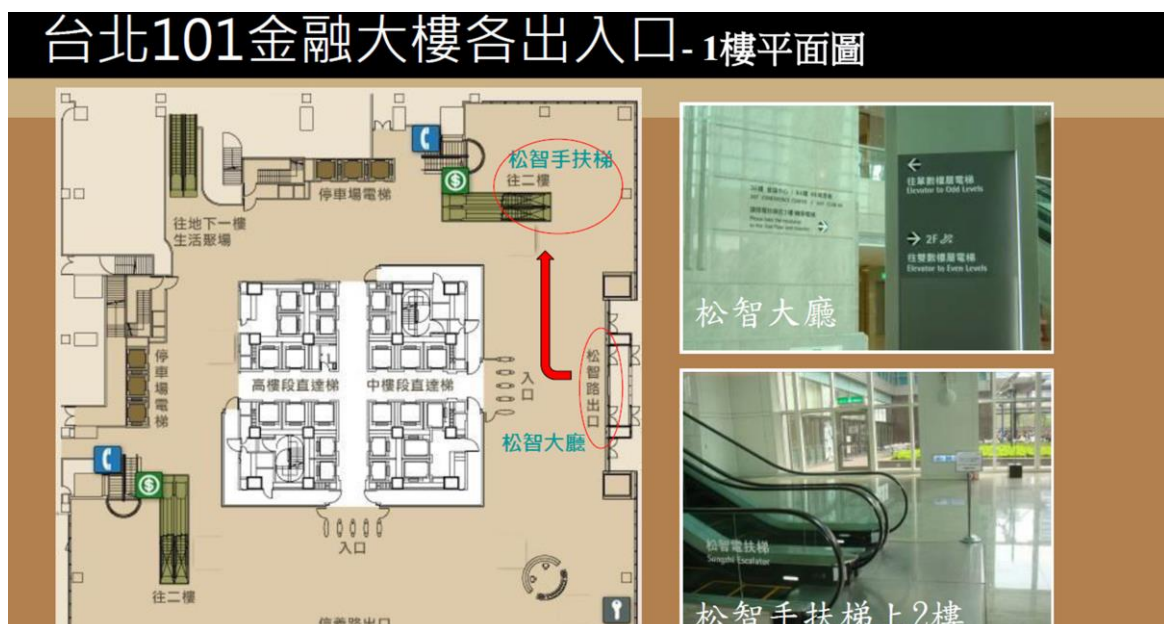 台北101金融大樓各出入口- 1樓平面圖
松智手扶梯
往二樓
停車場電梯
往地下一樓
生活聚場
停車場電梯
高樓段直達梯
中樓段直達梯
入口
松智路出口
松智大廳
入口
往二樓
信義路出口
往單數樓層電梯
Elevator to Odd Levels
2F
往雙數樓層電梯
Elevator to Even Levels
松智大廳
松智電扶梯
Songzhi Escalator
松智手扶梯上2樓